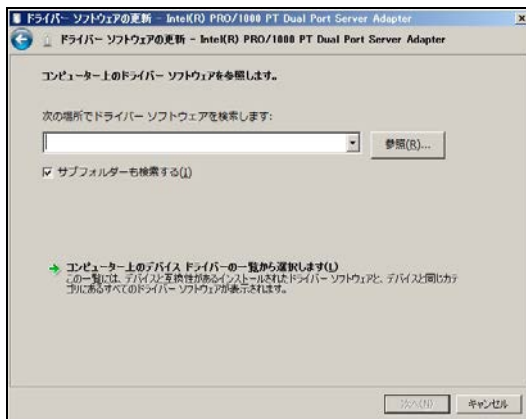 ドライバー ソフトウェアの更新 - Intel(R) PRO/1000 PT Dual Port Server Adapter
ドライバー ソフトウェアの更新 - Intel(R) PRO/1000 PT Dual Port Server Adapter
コンピューター上のドライバー ソフトウェアを参照します。
次の場所でドライバー ソフトウェアを検索します:
参照(R)...
サブフォルダーも検索する(I)
コンピューター上のデバイス ドライバーの一覧から選択します(L)
この一覧には、デバイスと互換性があるインストールされたドライバー ソフトウェアと、デバイスと同じカテ
ゴリにあるすべてのドライバー ソフトウェアが表示されます。
次へ(N)
キャンセル